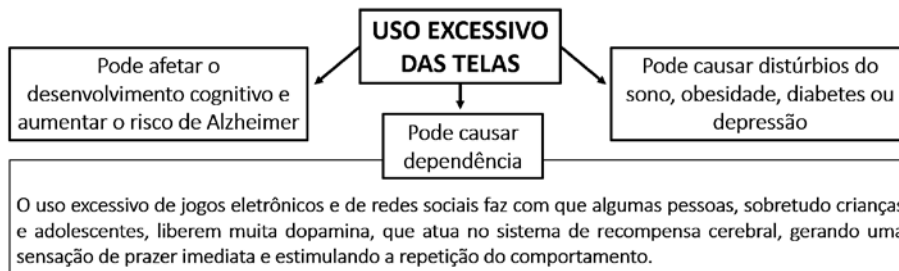 USO EXCESSIVO
DAS TELAS
Pode afetar o
desenvolvimento cognitivo e
aumentar o risco de Alzheimer
Pode causar
dependência
Pode causar distúrbios do
sono, obesidade, diabetes ou
depressão
O uso excessivo de jogos eletrônicos e de redes sociais faz com que algumas pessoas, sobretudo crianças
e adolescentes, liberem muita dopamina, que atua no sistema de recompensa cerebral, gerando uma
sensação de prazer imediata e estimulando a repetição do comportamento.